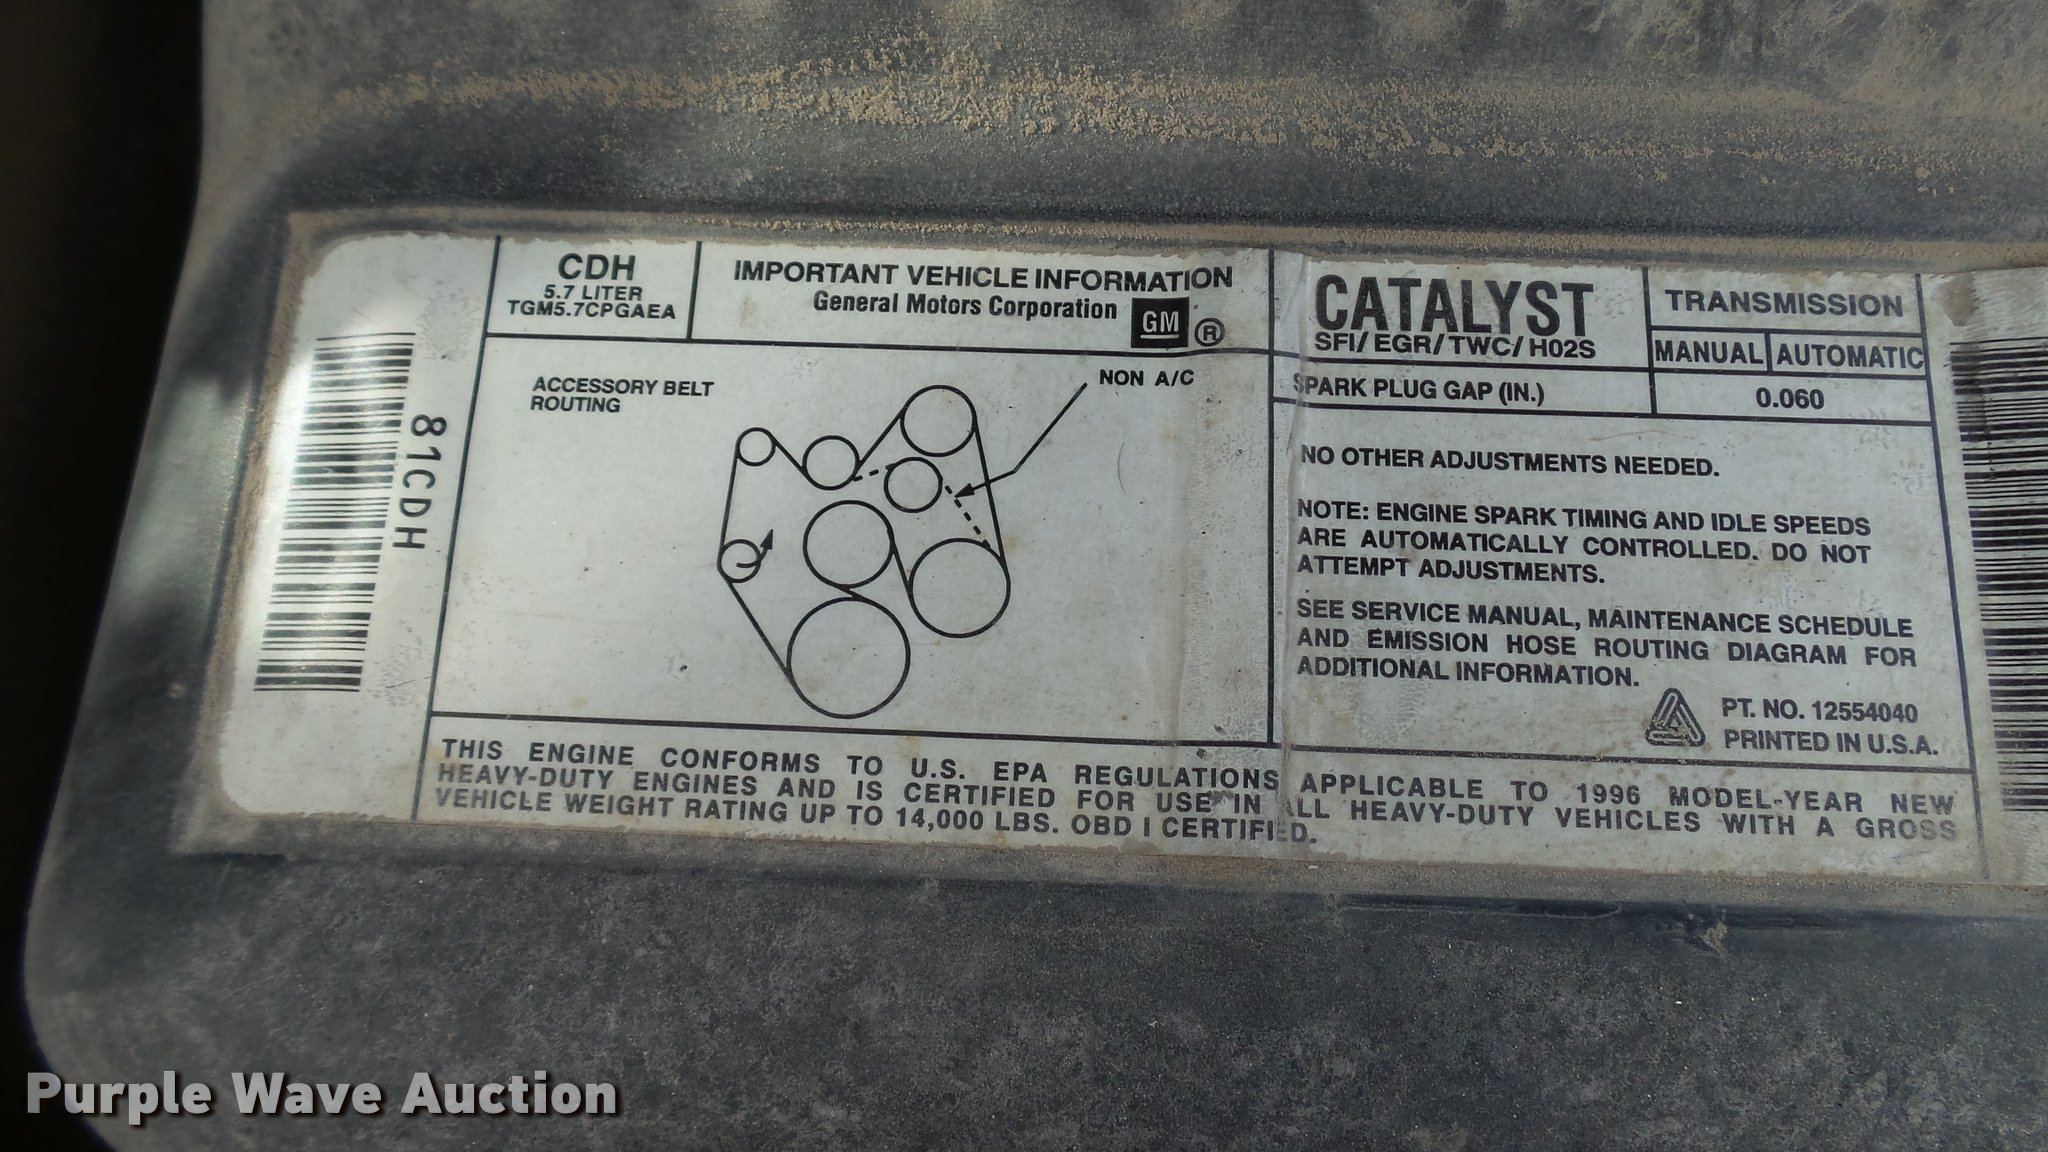 CDH
5.7 LITER
TGM5.7CPGAEA
IMPORTANT VEHICLE INFORMATION
General Motors Corporation GM ®
CATALYST
SFI/ EGR/ TWC/ H02S
TRANSMISSION
MANUAL AUTOMATIC
SPARK PLUG GAP (IN.) 0.060
81CDH
ACCESSORY BELT
ROUTING
NON A/C
NO OTHER ADJUSTMENTS NEEDED.
NOTE: ENGINE SPARK TIMING AND IDLE SPEEDS
ARE AUTOMATICALLY CONTROLLED. DO NOT
ATTEMPT ADJUSTMENTS.
SEE SERVICE MANUAL, MAINTENANCE SCHEDULE
AND EMISSION HOSE ROUTING DIAGRAM FOR
ADDITIONAL INFORMATION.
PT. NO. 12554040
PRINTED IN U.S.A.
THIS ENGINE CONFORMS TO U.S. EPA REGULATIONS APPLICABLE TO 1996 MODEL-YEAR NEW
HEAVY-DUTY ENGINES AND IS CERTIFIED FOR USE IN ALL HEAVY-DUTY VEHICLES WITH A GROSS
VEHICLE WEIGHT RATING UP TO 14,000 LBS. OBD I CERTIFIED.
Purple Wave Auction